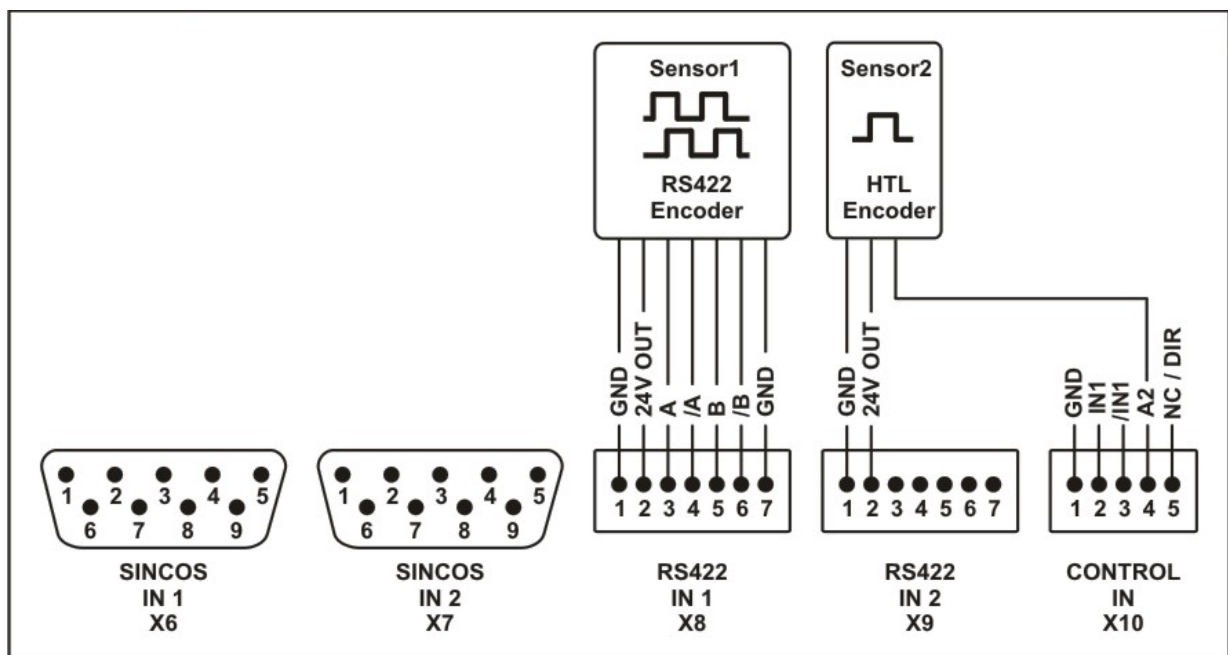 Sensor1
RS422
Encoder
Sensor2
HTL
Encoder
GND
24V OUT
A
/A
B
/B
GND
GND
24V OUT
GND
IN1
/IN1
A2
NC / DIR
1 2 3 4 5
6 7 8 9
SINCOS
IN 1
X6
1 2 3 4 5
6 7 8 9
SINCOS
IN 2
X7
1 2 3 4 5 6 7
RS422
IN 1
X8
1 2 3 4 5 6 7
RS422
IN 2
X9
1 2 3 4 5
CONTROL
IN
X10